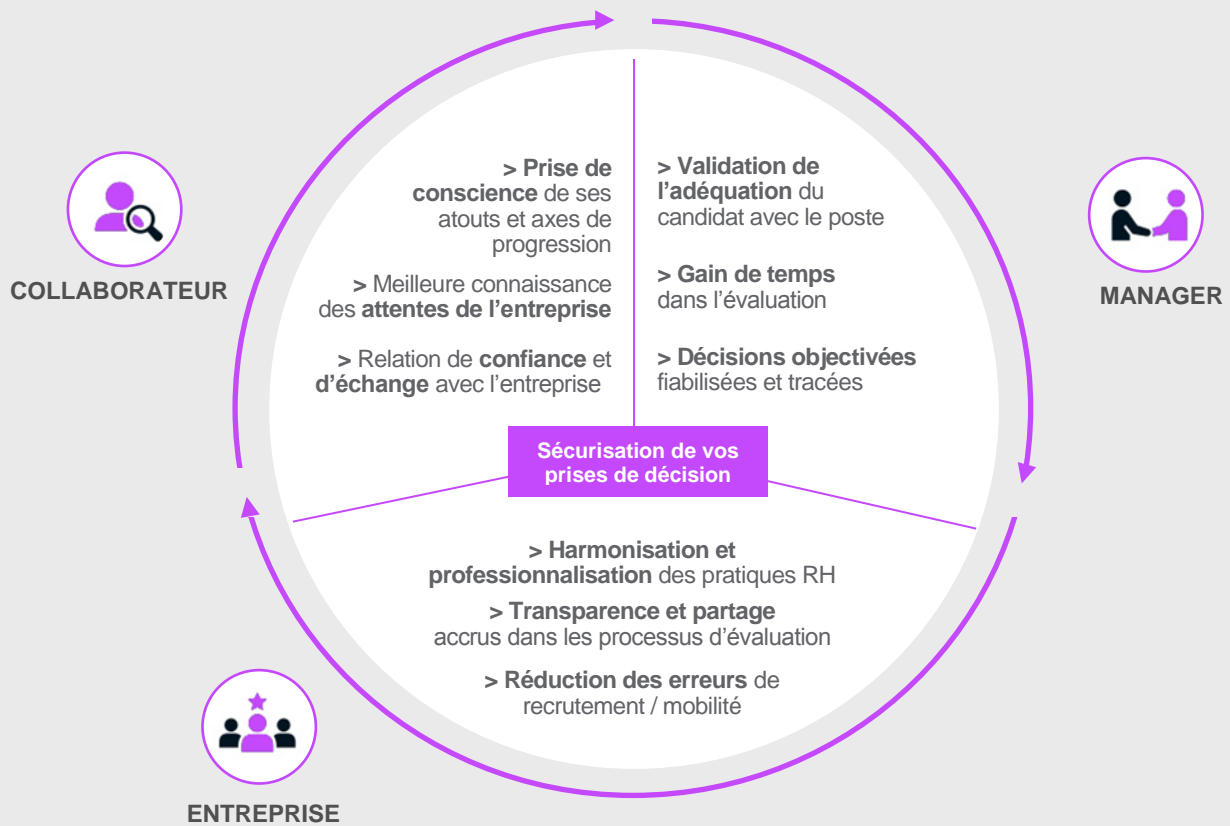 > Prise de
conscience de ses
atouts et axes de
progression
> Meilleure connaissance
des attentes de l’entreprise
> Relation de confiance et
d’échange avec l’entreprise
COLLABORATEUR
> Validation de
l’adéquation du
candidat avec le poste
> Gain de temps
dans l’évaluation
> Décisions objectivées
fiabilisées et tracées
MANAGER
Sécurisation de vos
prises de décision
> Harmonisation et
professionnalisation des pratiques RH
> Transparence et partage
accrus dans les processus d’évaluation
> Réduction des erreurs de
recrutement / mobilité
ENTREPRISE